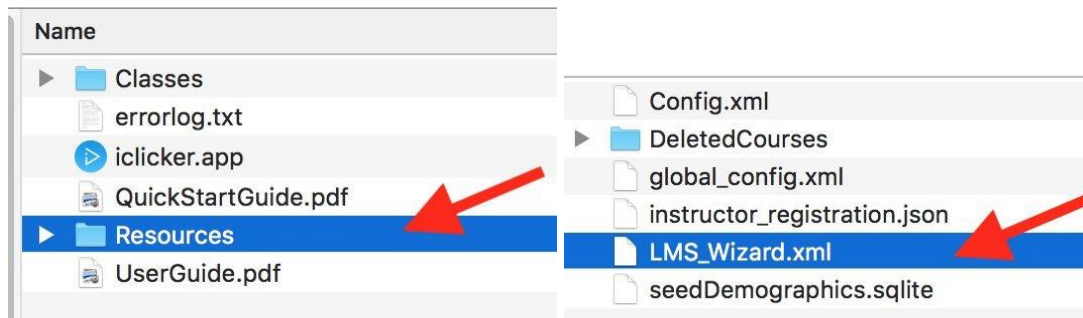 Name
Classes
errorlog.txt
iclicker.app
QuickStartGuide.pdf
Resources
UserGuide.pdf
Config.xml
DeletedCourses
global_config.xml
instructor_registration.json
LMS_Wizard.xml
seedDemographics.sqlite